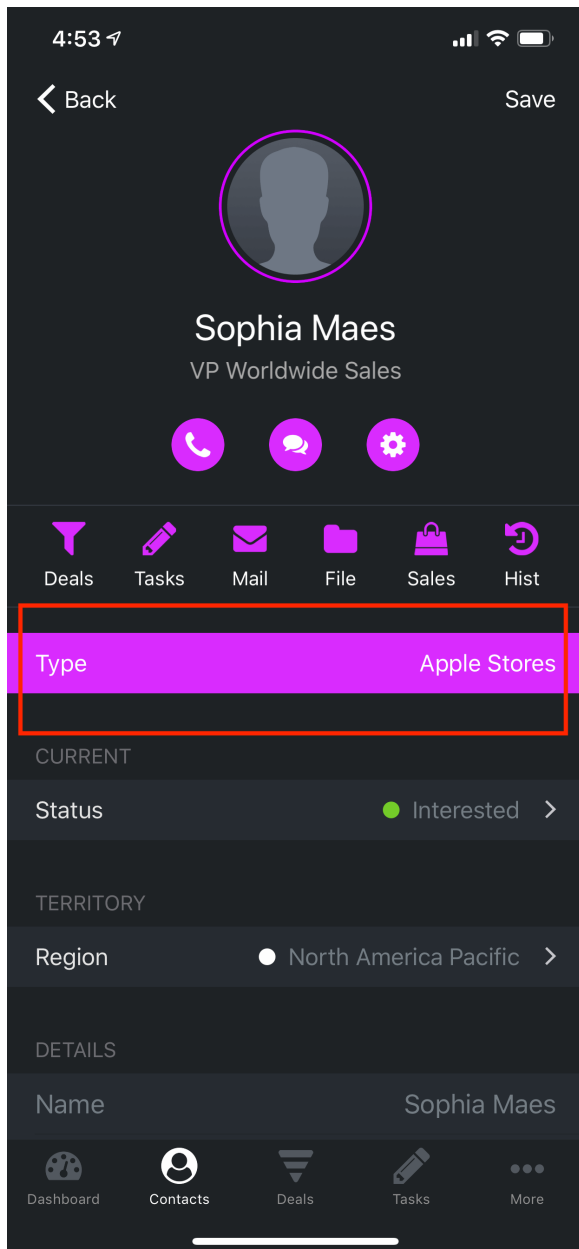 4:53
Back Save
Sophia Maes
VP Worldwide Sales
Deals Tasks Mail File Sales Hist
Type Apple Stores
CURRENT
Status Interested
TERRITORY
Region North America Pacific
DETAILS
Name Sophia Maes
Dashboard Contacts Deals Tasks More